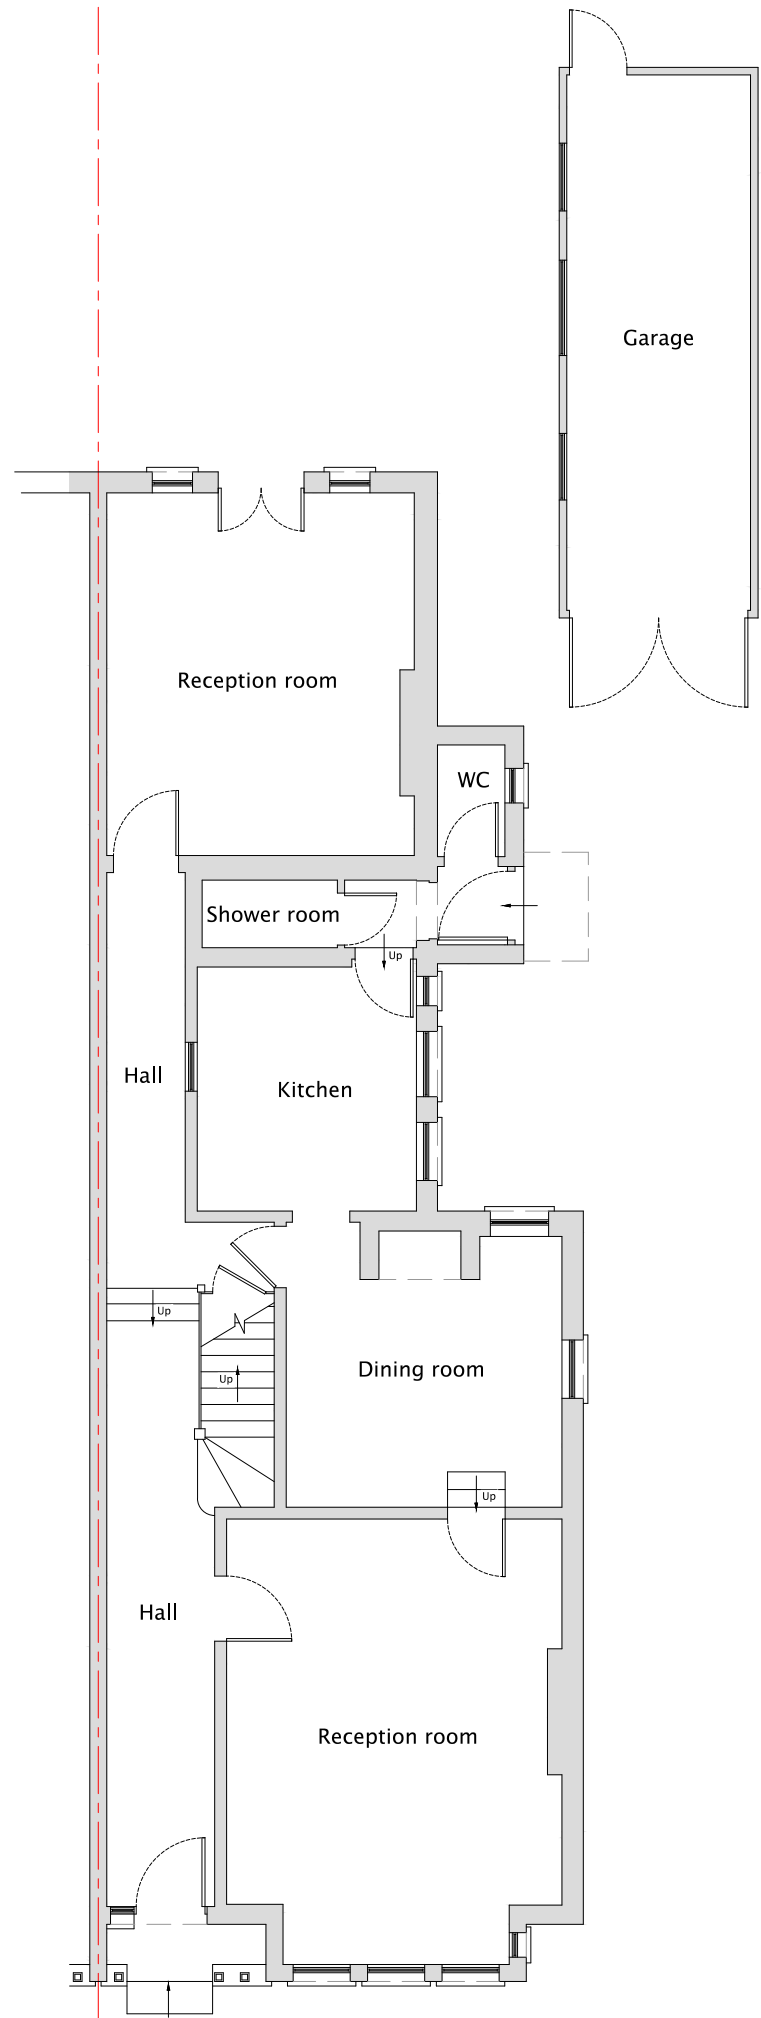 Garage
Reception room
WC
Shower room
Up
Hall
Kitchen
Up
Dining room
Up
Up
Hall
Reception room